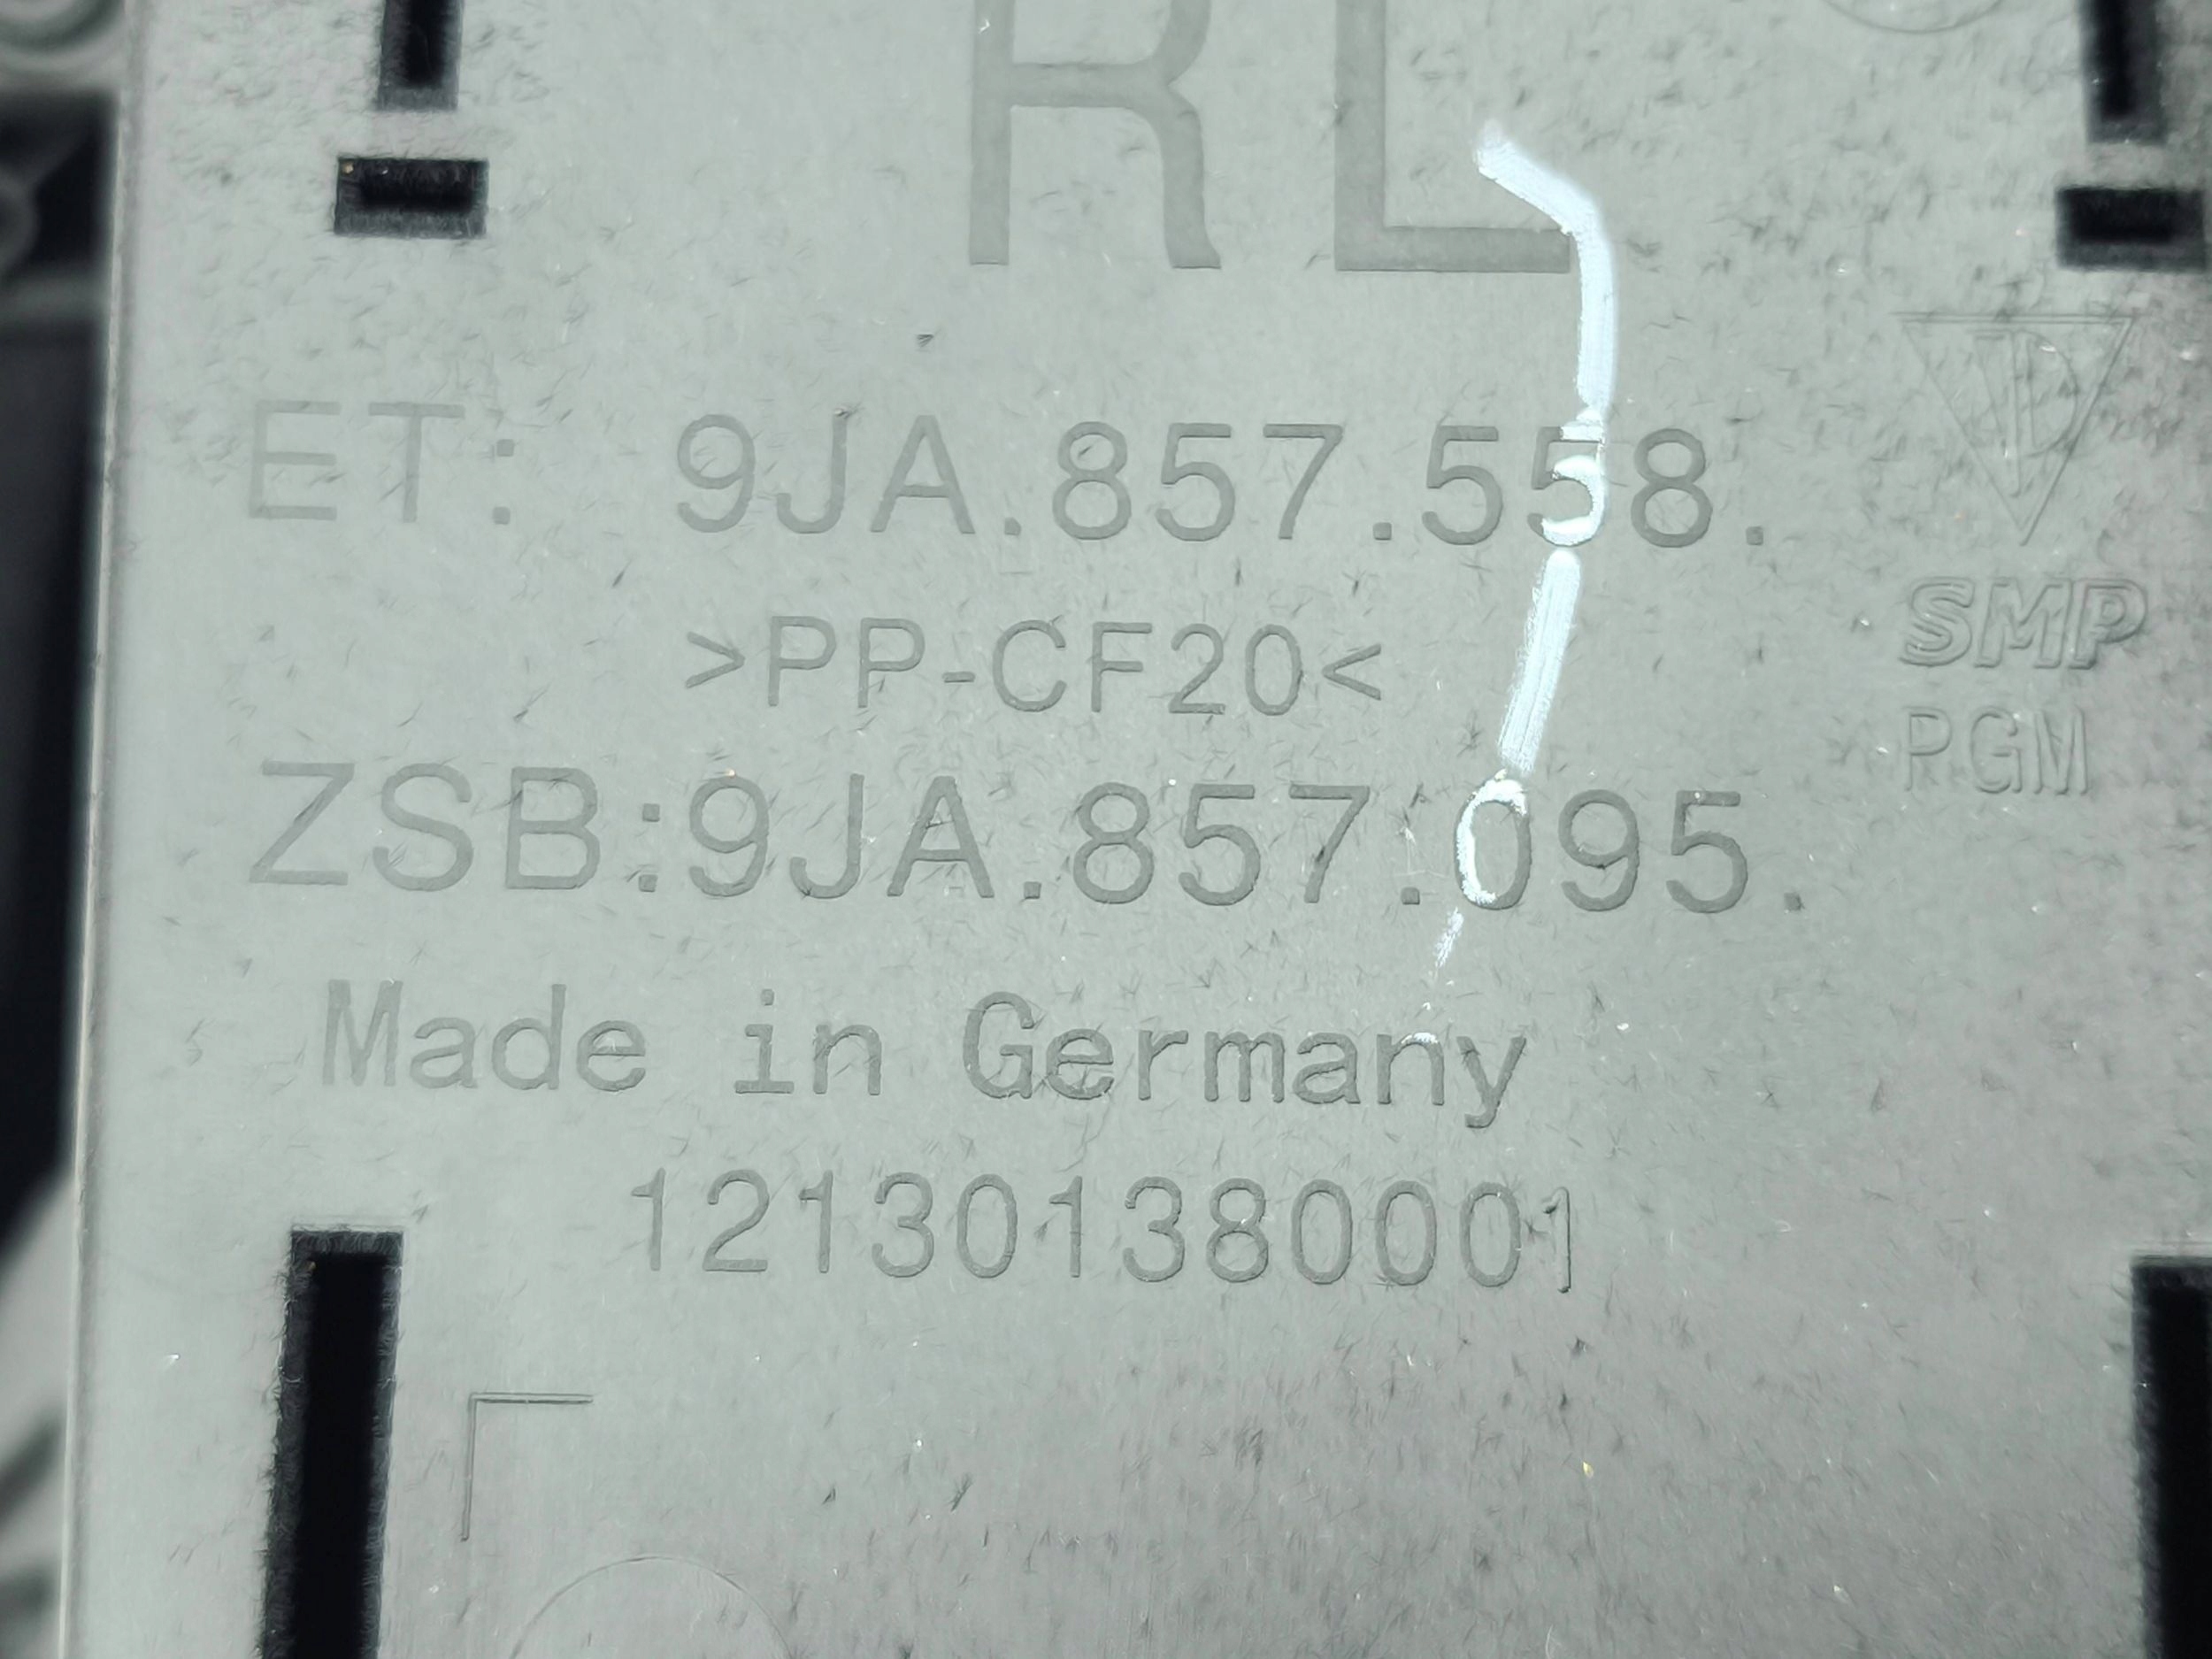 RL
ET: 9JA.857.558.
>PP-CF20<
SMP
PGM
ZSB:9JA.857.095.
Made in Germany
121301380001